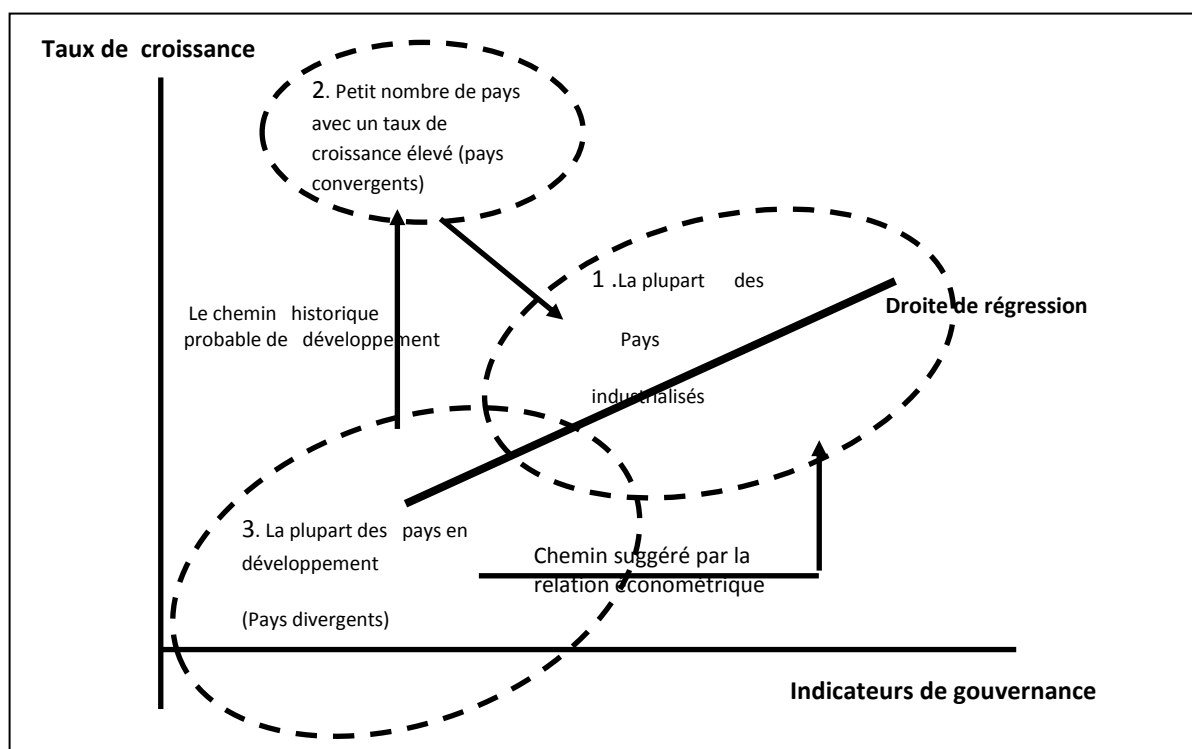 Taux de croissance
2. Petit nombre de pays
avec un taux de
croissance élevé (pays
convergents)
1 .La plupart des
Pays
industrialisés
Droite de régression
Le chemin historique
probable de développement
3. La plupart des pays en
développement
(Pays divergents)
Chemin suggéré par la
relation économétrique
Indicateurs de gouvernance